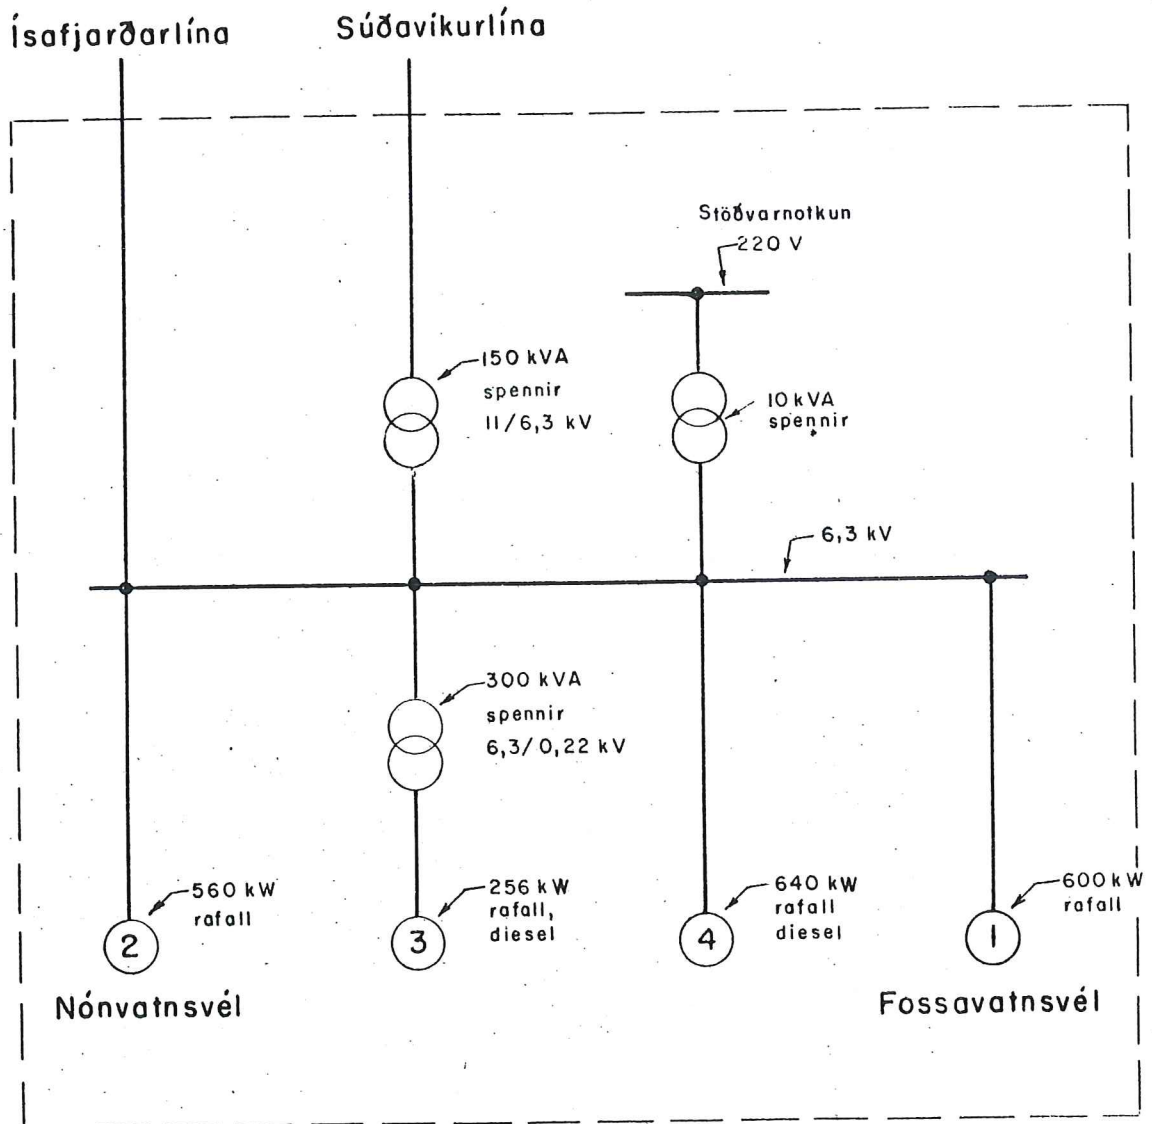 Ísafjarðarlína
Súðavíkurlína
Stöðvarnotkun
220 V
150 kVA
spennir
11/6,3 kV
10 kVA
spennir
6,3 kV
300 kVA
spennir
6,3/0,22 kV
560 kW
rafall
256 kW
rafall,
diesel
640 kW
rafall
diesel
600 kW
rafall
2
3
4
1
Nónvatnsvél
Fossavatnsvél